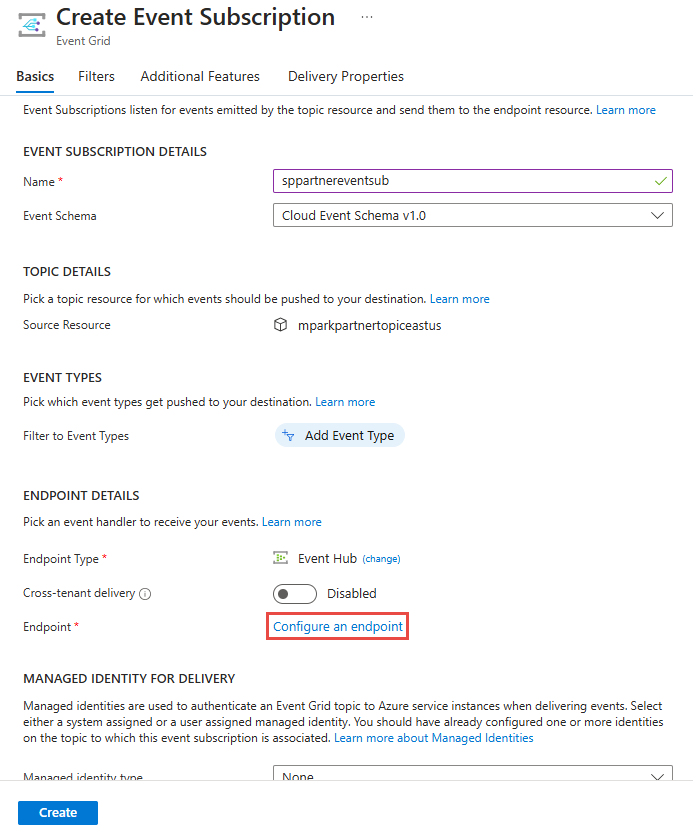 Create Event Subscription ...
Event Grid
Basics Filters Additional Features Delivery Properties
Event Subscriptions listen for events emitted by the topic resource and send them to the endpoint resource. Learn more
EVENT SUBSCRIPTION DETAILS
Name * sppartnereventsub
Event Schema Cloud Event Schema v1.0
TOPIC DETAILS
Pick a topic resource for which events should be pushed to your destination. Learn more
Source Resource mparkpartnertopiceastus
EVENT TYPES
Pick which event types get pushed to your destination. Learn more
Filter to Event Types Add Event Type
ENDPOINT DETAILS
Pick an event handler to receive your events. Learn more
Endpoint Type * Event Hub (change)
Cross-tenant delivery Disabled
Endpoint * Configure an endpoint
MANAGED IDENTITY FOR DELIVERY
Managed identities are used to authenticate an Event Grid topic to Azure service instances when delivering events. Select
either a system assigned or a user assigned managed identity. You should have already configured one or more identities
on the topic to which this event subscription is associated. Learn more about Managed Identities
Managed identity type None
Create